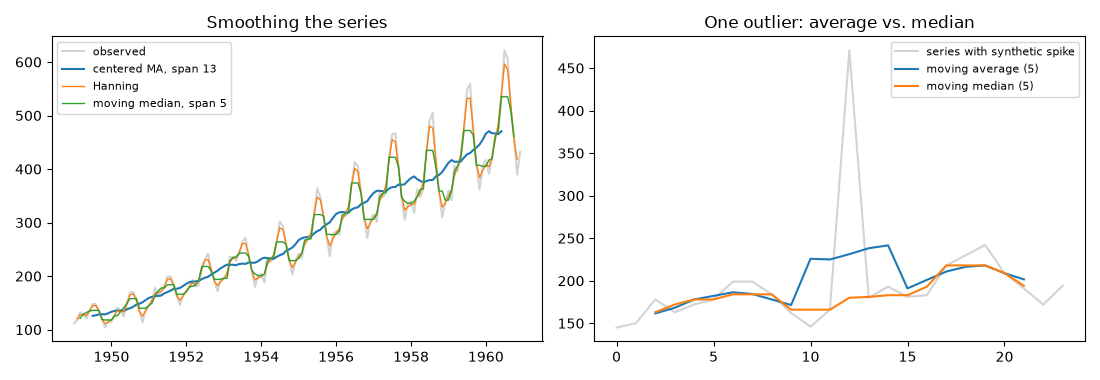 Smoothing the series
observed
centered MA, span 13
Hanning
moving median, span 5
600
500
400
300
200
100
1950
1952
1954
1956
1958
1960
One outlier: average vs. median
series with synthetic spike
moving average (5)
moving median (5)
450
400
350
300
250
200
150
0
5
10
15
20